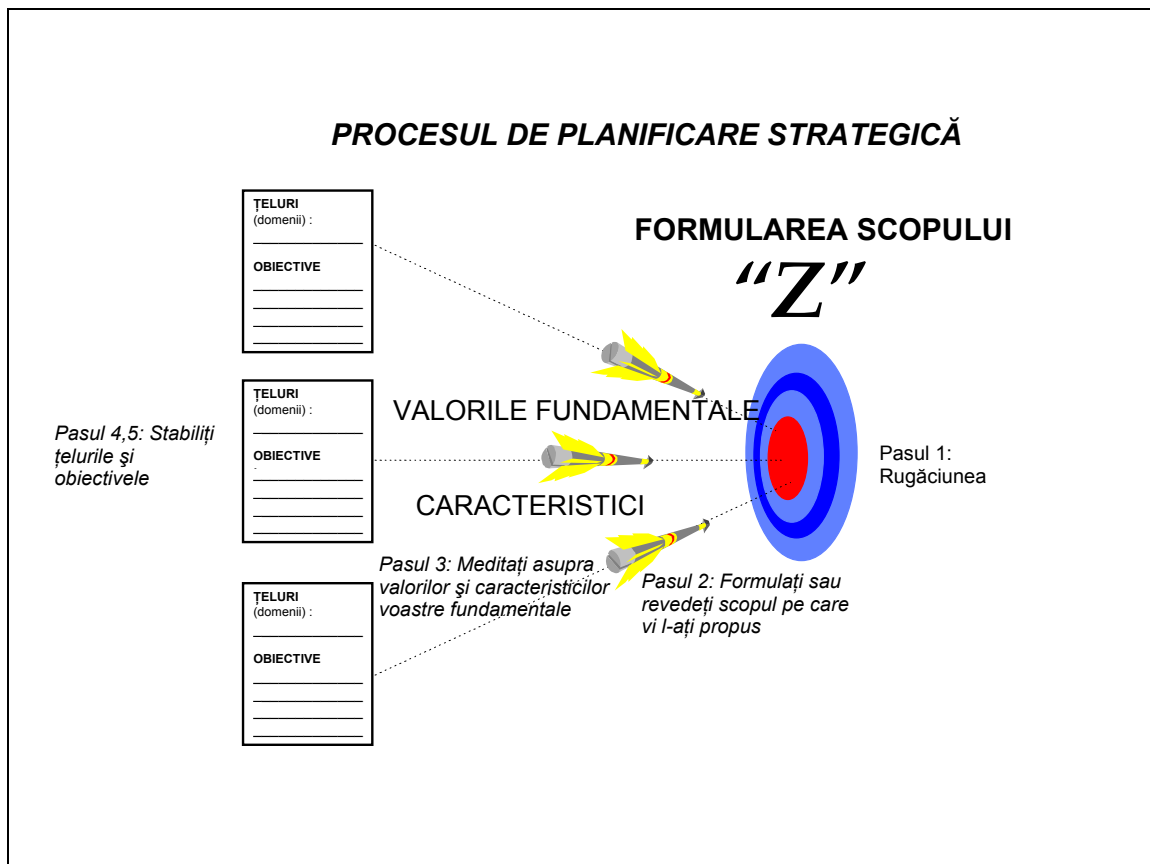 PROCESUL DE PLANIFICARE STRATEGICĂ
FORMULAREA SCOPULUI
“Z”
ȚELURI
(domenii) :
OBIECTIVE
ȚELURI
(domenii) :
OBIECTIVE
ȚELURI
(domenii) :
OBIECTIVE
Pasul 4,5: Stabiliți
țelurile şi
obiectivele
VALORILE FUNDAMENTALE
CARACTERISTICI
Pasul 3: Meditați asupra
valorilor şi caracteristicilor
voastre fundamentale
Pasul 2: Formulați sau
revedeți scopul pe care
vi l-ați propus
Pasul 1:
Rugăciunea